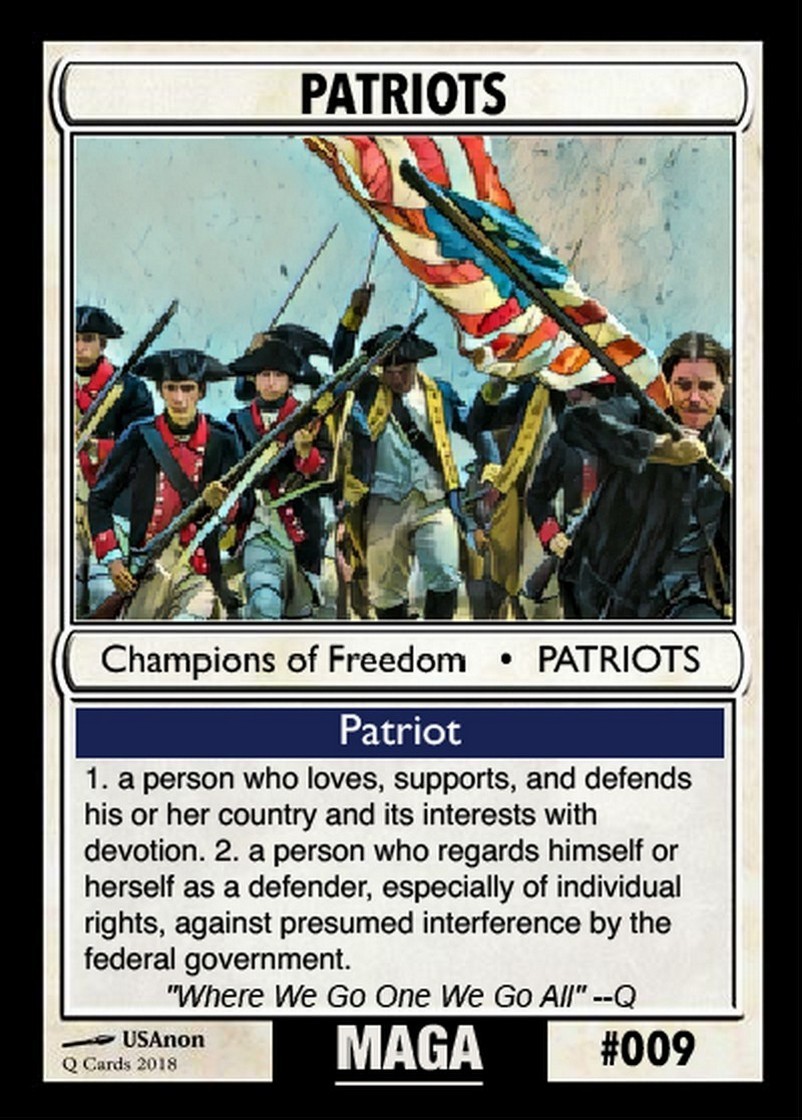 PATRIOTS
Champions of Freedom • PATRIOTS
Patriot
1. a person who loves, supports, and defends
his or her country and its interests with
devotion. 2. a person who regards himself or
herself as a defender, especially of individual
rights, against presumed interference by the
federal government.
"Where We Go One We Go All" --Q
USAnon
Q Cards 2018
MAGA
#009